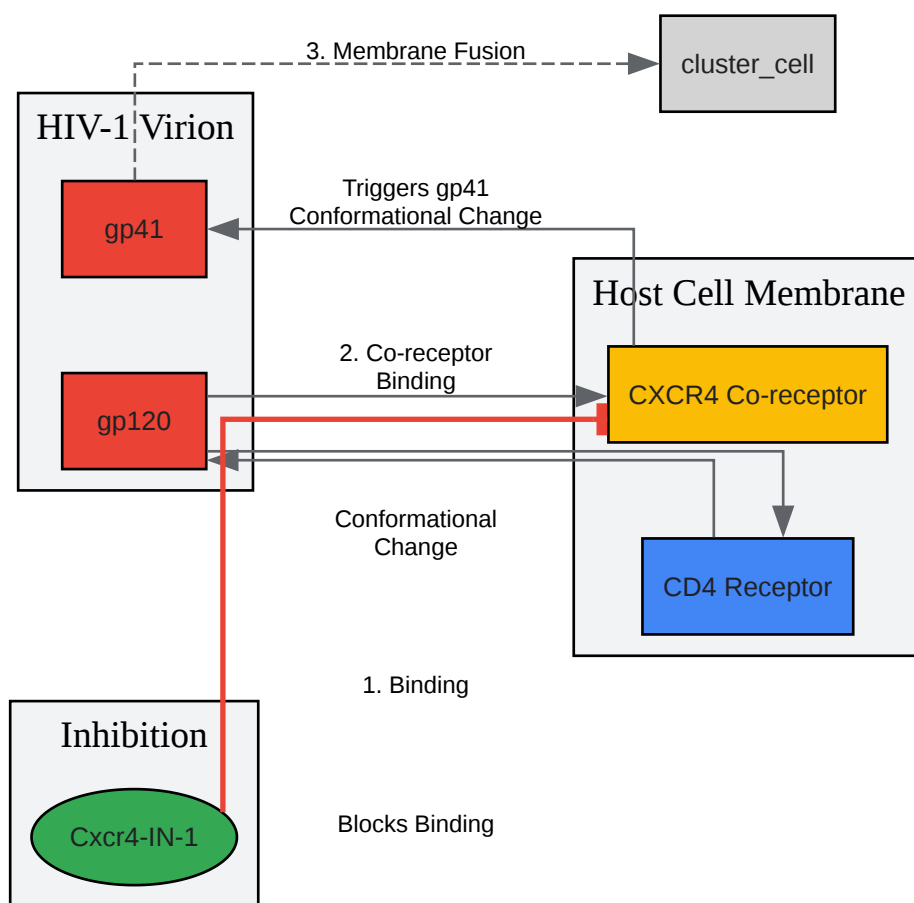 3. Membrane Fusion
cluster_cell
HIV-1 Virion
gp41
Triggers gp41
Conformational Change
Host Cell Membrane
2. Co-receptor
Binding
CXCR4 Co-receptor
gp120
Conformational
Change
CD4 Receptor
1. Binding
Inhibition
Cxcr4-IN-1
Blocks Binding